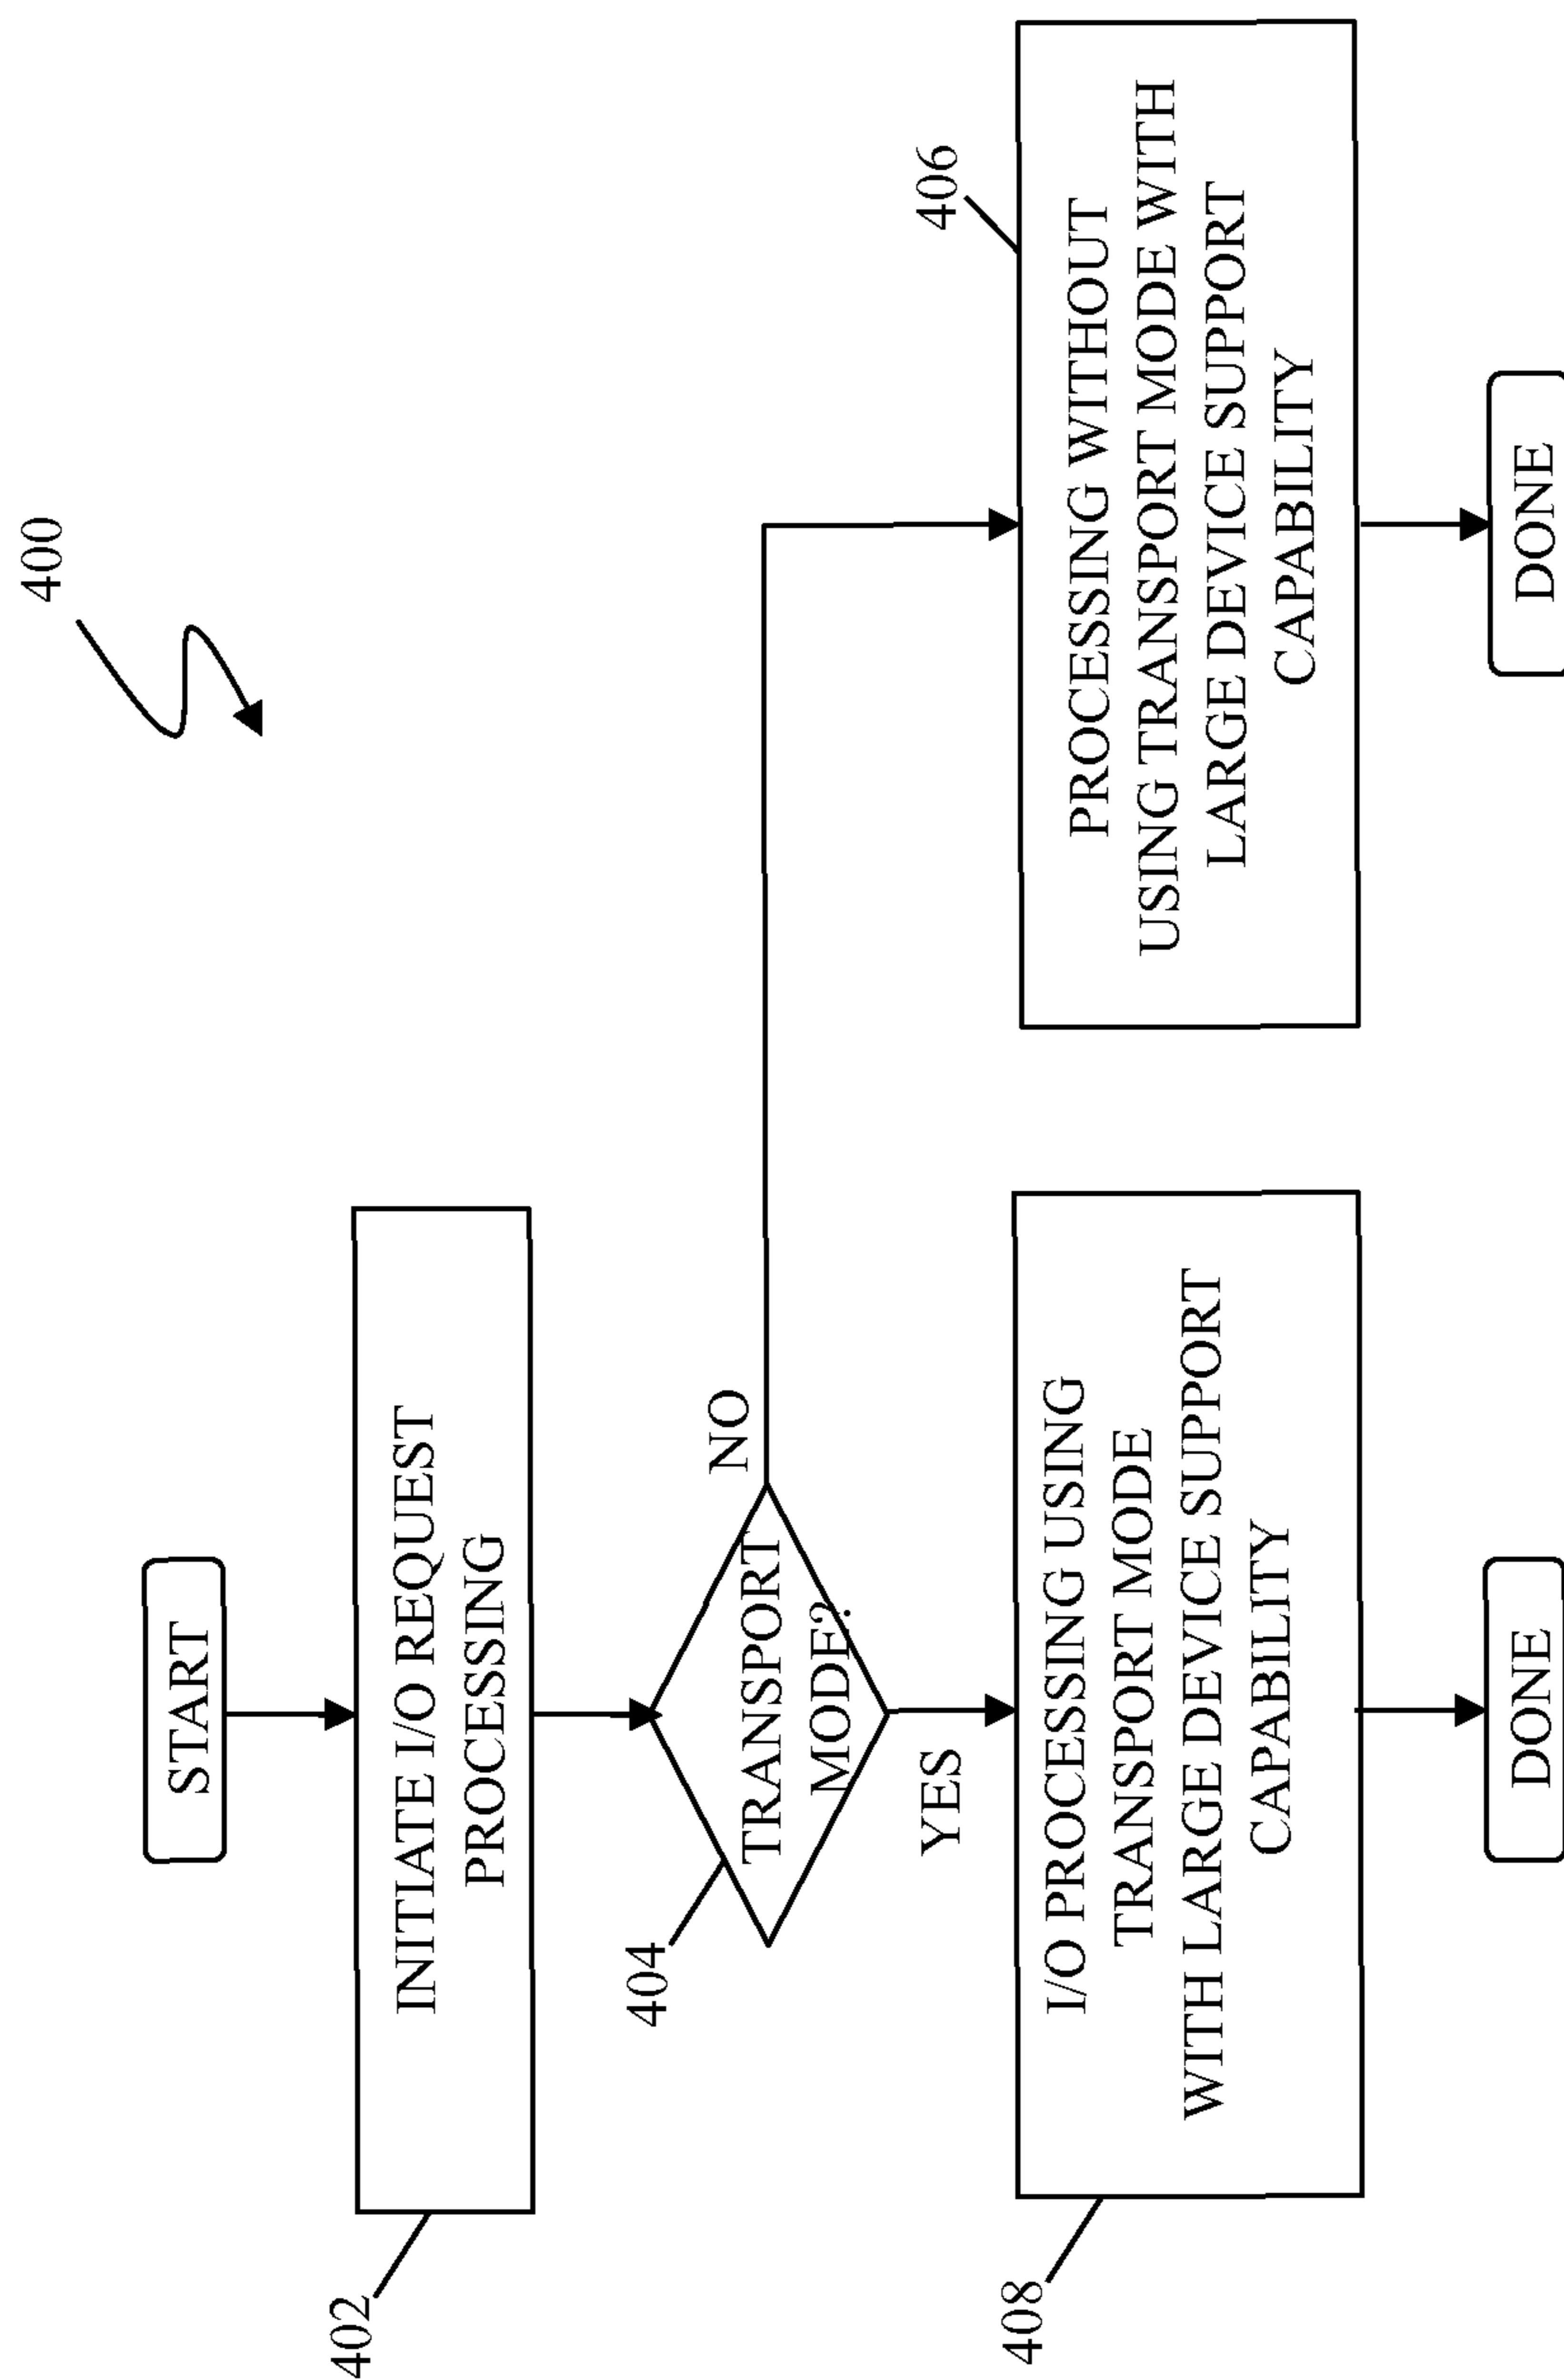 400
START
402
INITIATE I/O REQUEST
PROCESSING
404
TRANSPORT
MODE?
NO
YES
406
PROCESSING WITHOUT
USING TRANSPORT MODE WITH
LARGE DEVICE SUPPORT
CAPABILITY
408
I/O PROCESSING USING
TRANSPORT MODE
WITH LARGE DEVICE SUPPORT
CAPABILITY
DONE
DONE